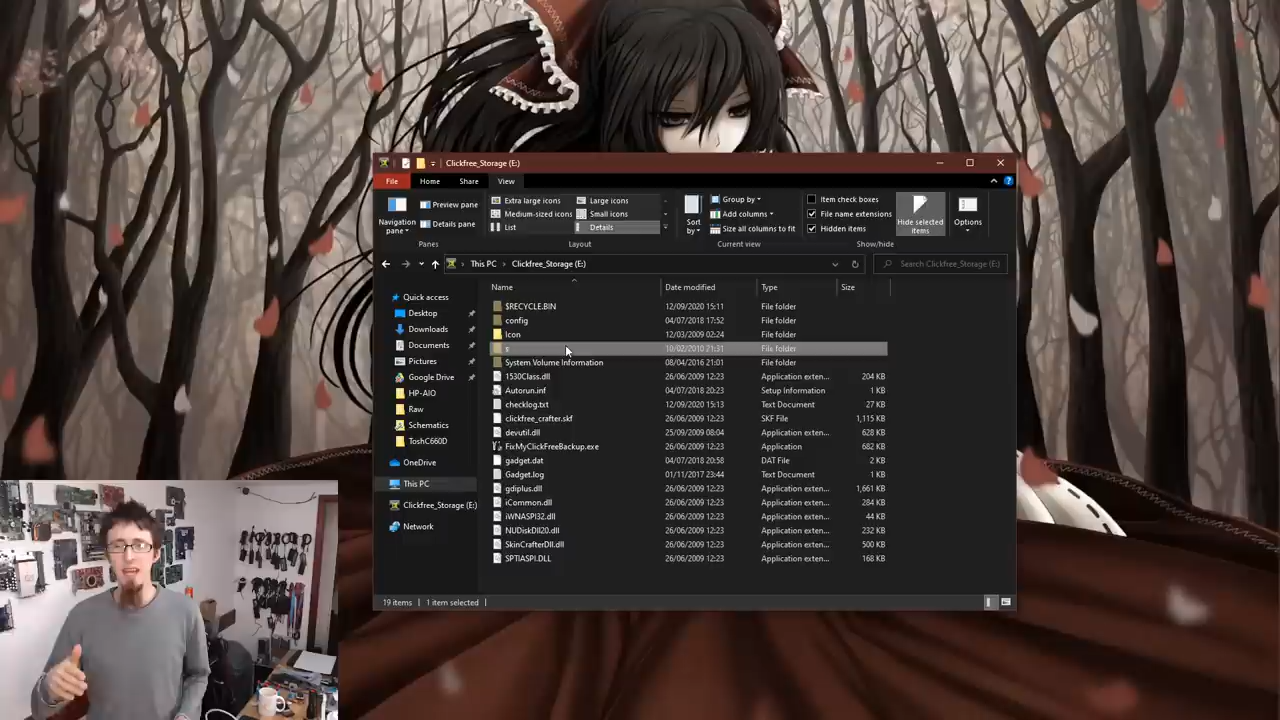 Clickfree_Storage (E:)
File Home Share View
Navigation pane
Preview pane
Details pane
Panes
Extra large icons Large icons
Medium-sized icons Small icons
List Details
Layout
Sort by
Group by
Add columns
Size all columns to fit
Current view
Item check boxes
File name extensions
Hidden items
Hide selected items
Options
Show/hide
This PC > Clickfree_Storage (E:)
Search Clickfree_Storage (E:)
Quick access
Desktop
Downloads
Documents
Pictures
Google Drive
HP-AIO
Raw
Schematics
ToshC660D
OneDrive
This PC
Clickfree_Storage (E:)
Network
Name Date modified Type Size
$RECYCLE.BIN 12/09/2020 15:11 File folder
config 04/07/2018 17:52 File folder
Icon 12/03/2009 02:24 File folder
s 10/02/2010 21:31 File folder
System Volume Information 08/04/2016 21:01 File folder
1530Class.dll 26/06/2009 12:23 Application exten... 204 KB
Autorun.inf 04/07/2018 20:23 Setup Information 1 KB
checklog.txt 12/09/2020 15:13 Text Document 27 KB
clickfree_crafter.skf 26/06/2009 12:23 SKF File 1,115 KB
devutil.dll 25/09/2009 08:04 Application exten... 628 KB
FixMyClickFreeBackup.exe 26/06/2009 12:23 Application 682 KB
gadget.dat 04/07/2018 20:58 DAT File 2 KB
Gadget.log 01/11/2017 23:44 Text Document 1 KB
gdiplus.dll 26/06/2009 12:23 Application exten... 1,661 KB
iCommon.dll 26/06/2009 12:23 Application exten... 284 KB
iWNASPI32.dll 26/06/2009 12:23 Application exten... 44 KB
NUDiskDll20.dll 26/06/2009 12:23 Application exten... 232 KB
SkinCrafterDll.dll 26/06/2009 12:23 Application exten... 500 KB
SPTIASPI.DLL 26/06/2009 12:23 Application exten... 168 KB
19 items 1 item selected